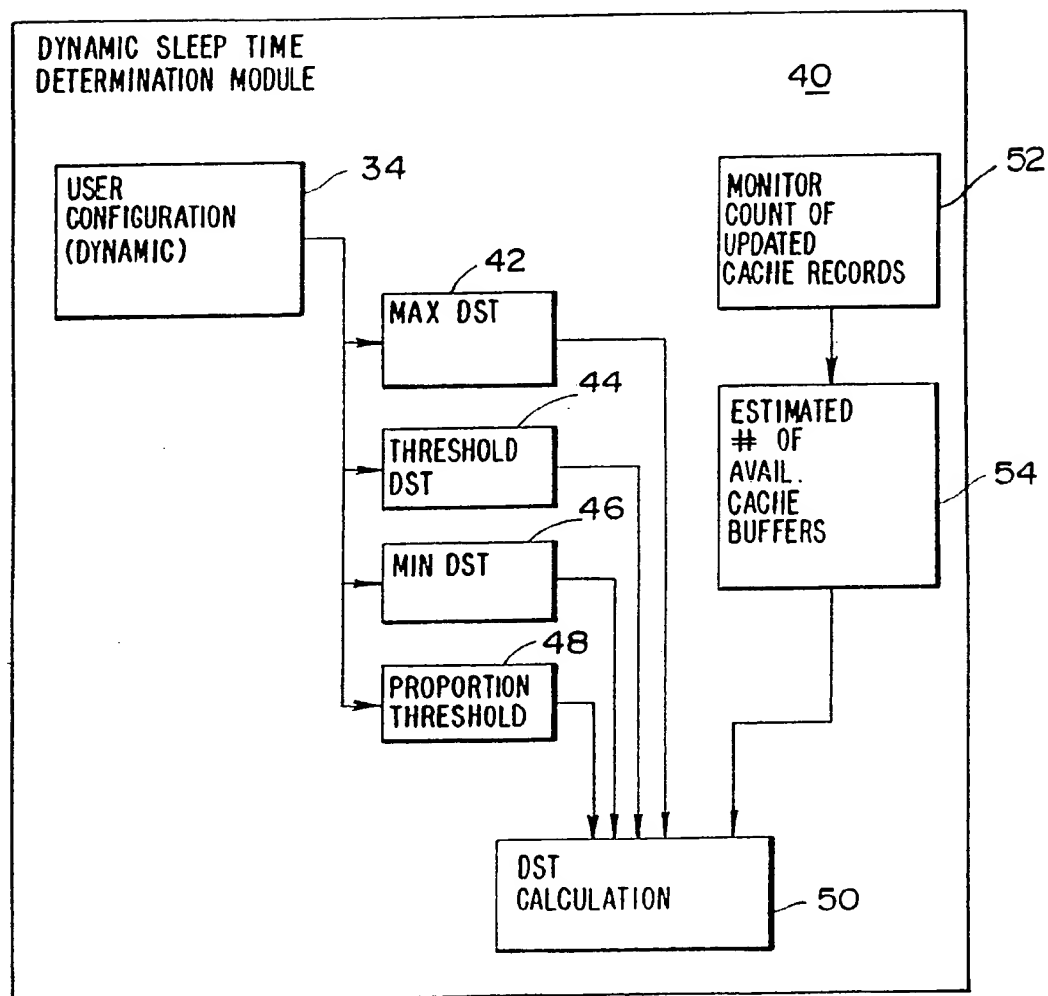 DYNAMIC SLEEP TIME
DETERMINATION MODULE
40
34
USER
CONFIGURATION
(DYNAMIC)
52
MONITOR
COUNT OF
UPDATED
CACHE RECORDS
42
MAX DST
44
THRESHOLD
DST
46
MIN DST
48
PROPORTION
THRESHOLD
ESTIMATED
# OF
AVAIL.
CACHE
BUFFERS
54
DST
CALCULATION
50